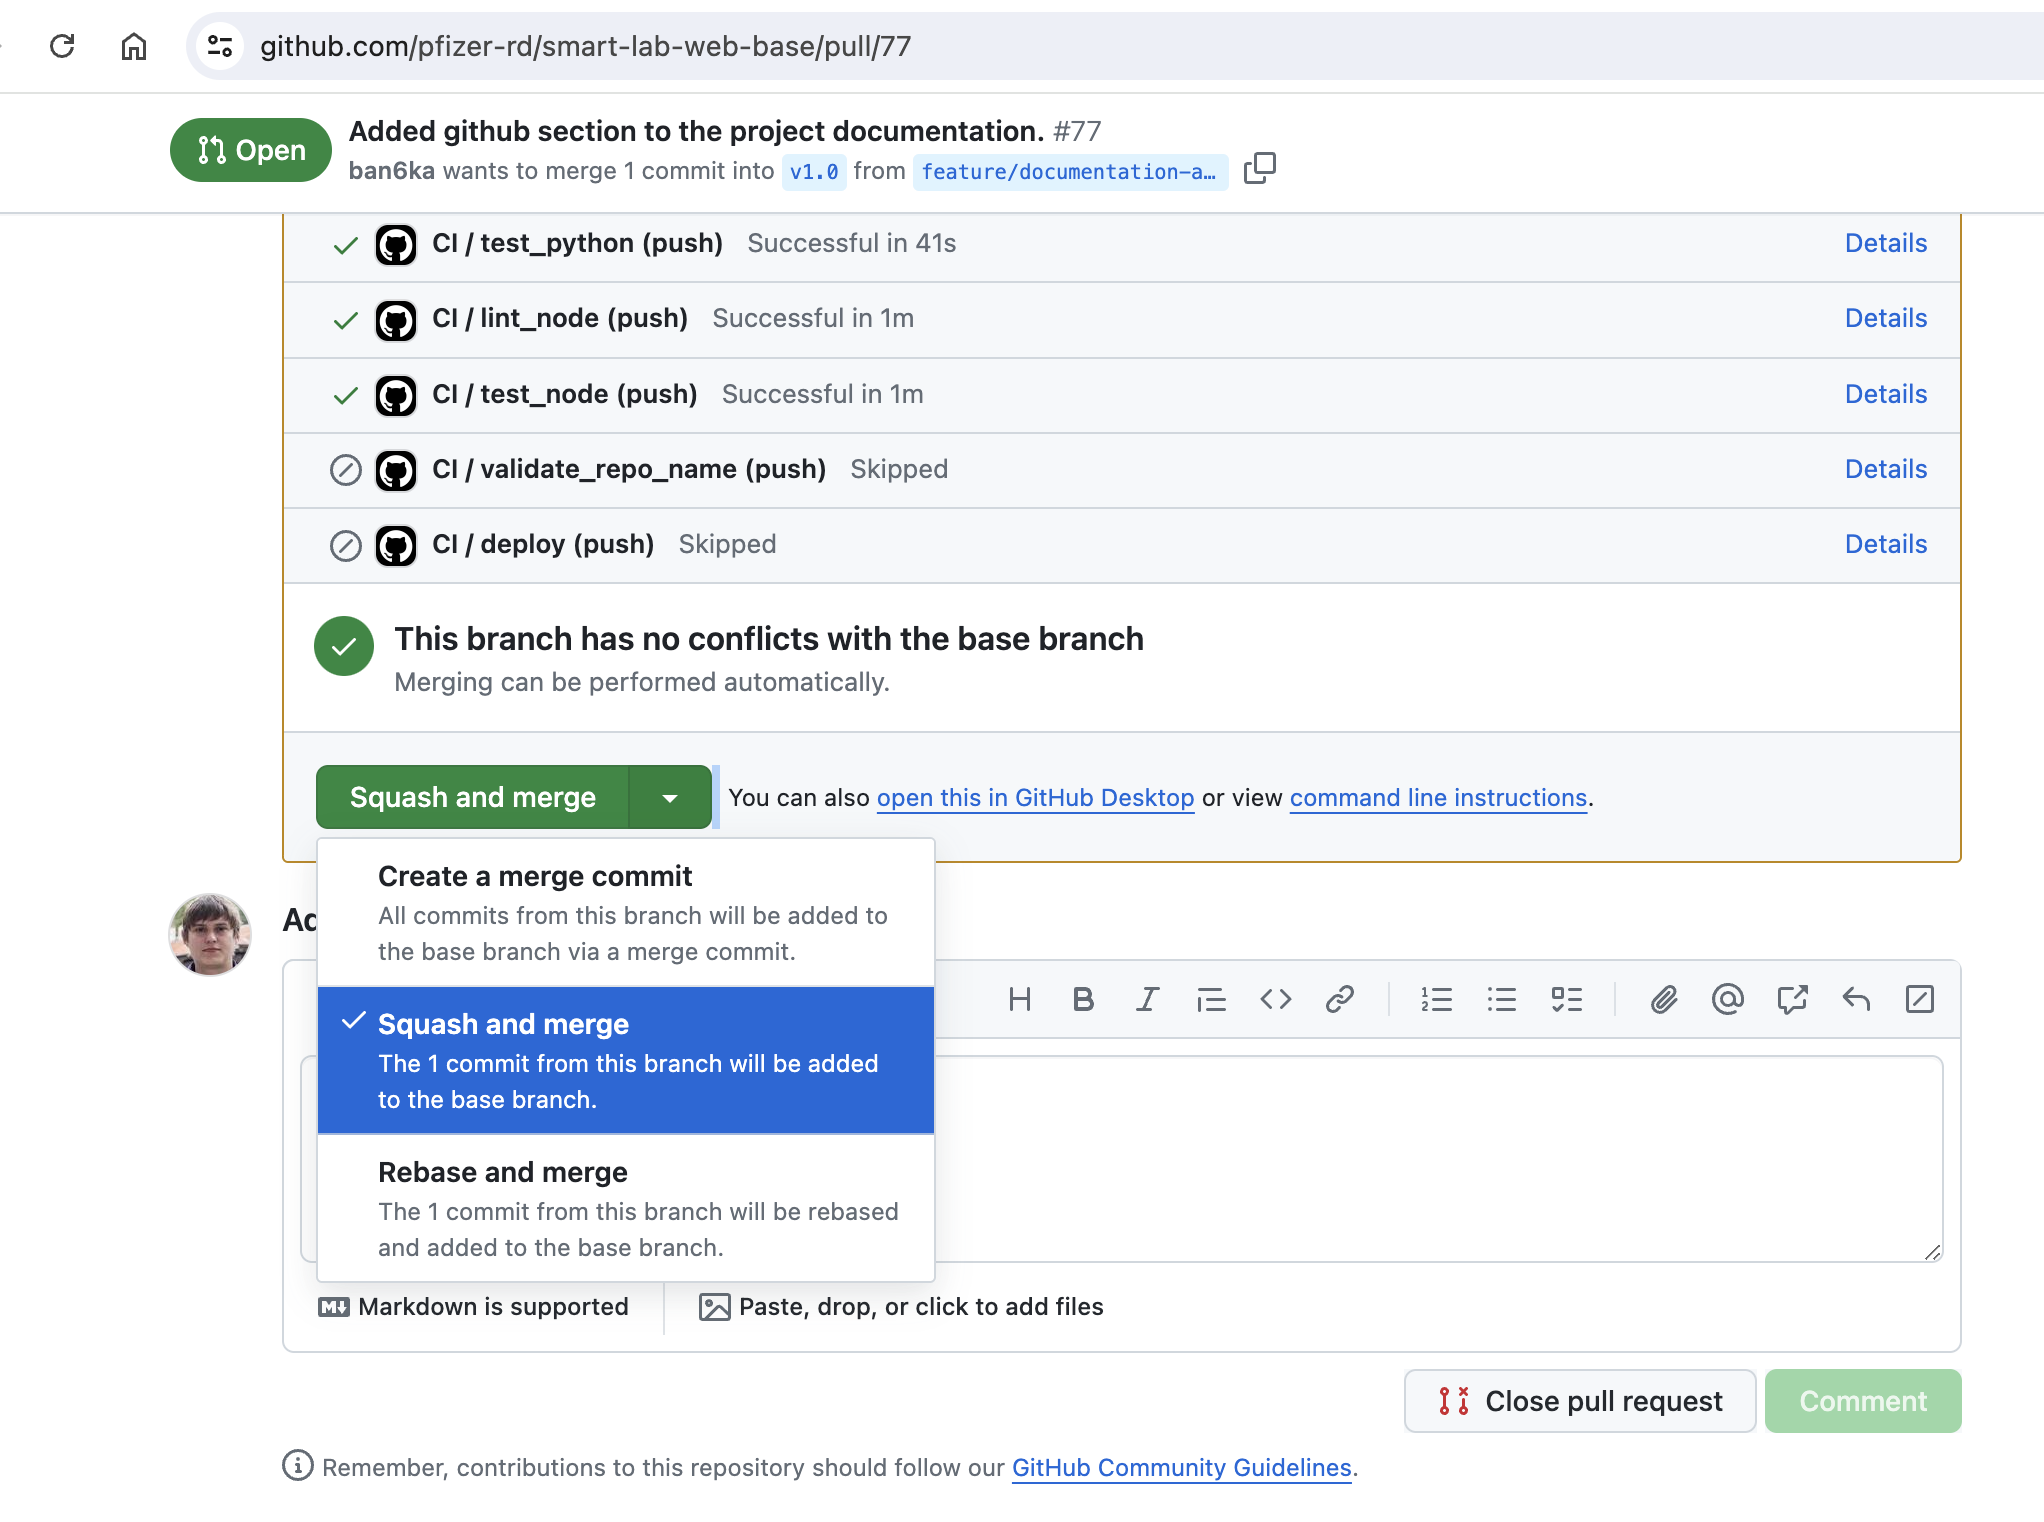 github.com/pfizer-rd/smart-lab-web-base/pull/77
Open
Added github section to the project documentation. #77
ban6ka wants to merge 1 commit into v1.0 from feature/documentation-a…
CI / test_python (push) Successful in 41s Details
CI / lint_node (push) Successful in 1m Details
CI / test_node (push) Successful in 1m Details
CI / validate_repo_name (push) Skipped Details
CI / deploy (push) Skipped Details
This branch has no conflicts with the base branch
Merging can be performed automatically.
Squash and merge You can also open this in GitHub Desktop or view command line instructions.
Create a merge commit
All commits from this branch will be added to
the base branch via a merge commit.
Squash and merge
The 1 commit from this branch will be added
to the base branch.
Rebase and merge
The 1 commit from this branch will be rebased
and added to the base branch.
Markdown is supported
Paste, drop, or click to add files
Close pull request
Comment
Remember, contributions to this repository should follow our GitHub Community Guidelines.